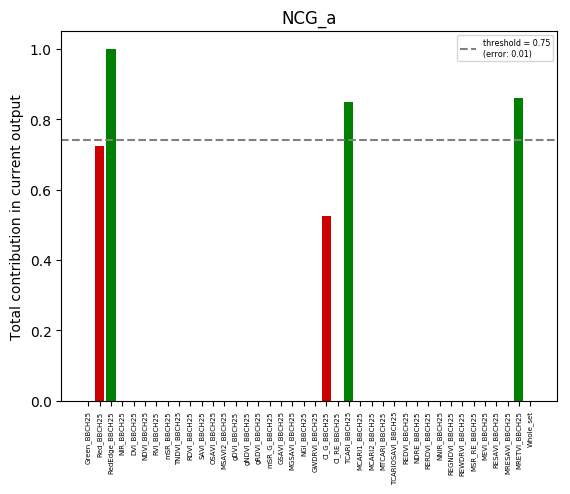 NCG_a
threshold = 0.75
(error: 0.01)
Total contribution in current output
1.0
0.8
0.6
0.4
0.2
0.0
Green_BBCH25
Red_BBCH25
RedEdge_BBCH25
NIR_BBCH25
DVI_BBCH25
NDVI_BBCH25
RVI_BBCH25
mSR_BBCH25
TNDVI_BBCH25
RDVI_BBCH25
SAVI_BBCH25
OSAVI_BBCH25
MSAVI2_BBCH25
gDVI_BBCH25
gNDVI_BBCH25
gRDVI_BBCH25
mSR_G_BBCH25
GSAVI_BBCH25
MGSAVI_BBCH25
NGI_BBCH25
GWDRVI_BBCH25
CI_G_BBCH25
CI_RE_BBCH25
TCARI_BBCH25
MCARI1_BBCH25
MCARI2_BBCH25
MTCARI_BBCH25
TCARIOSAVI_BBCH25
REDVI_BBCH25
NDRE_BBCH25
RERDVI_BBCH25
NNIR_BBCH25
REGNDVI_BBCH25
REWDRVI_BBCH25
MSR_RE_BBCH25
MEVI_BBCH25
RESAVI_BBCH25
MRESAVI_BBCH25
MRETVI_BBCH25
Whole_set